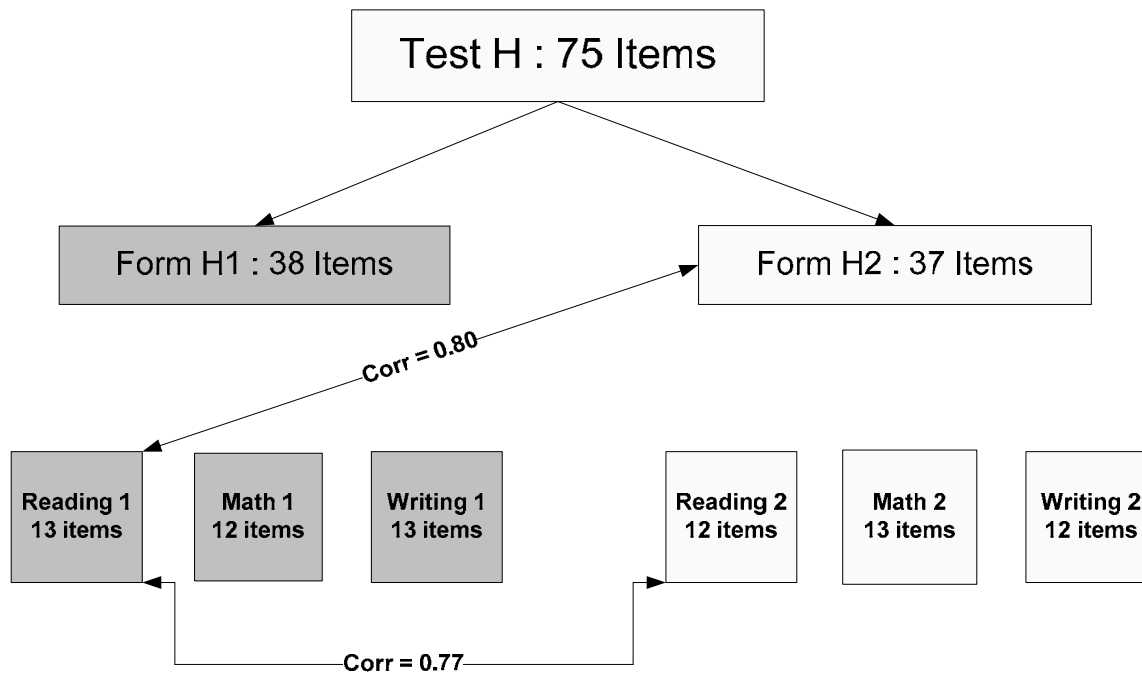 Test H : 75 Items
Form H1 : 38 Items
Form H2 : 37 Items
Corr = 0.80
Reading 1
13 items
Math 1
12 items
Writing 1
13 items
Reading 2
12 items
Math 2
13 items
Writing 2
12 items
Corr = 0.77